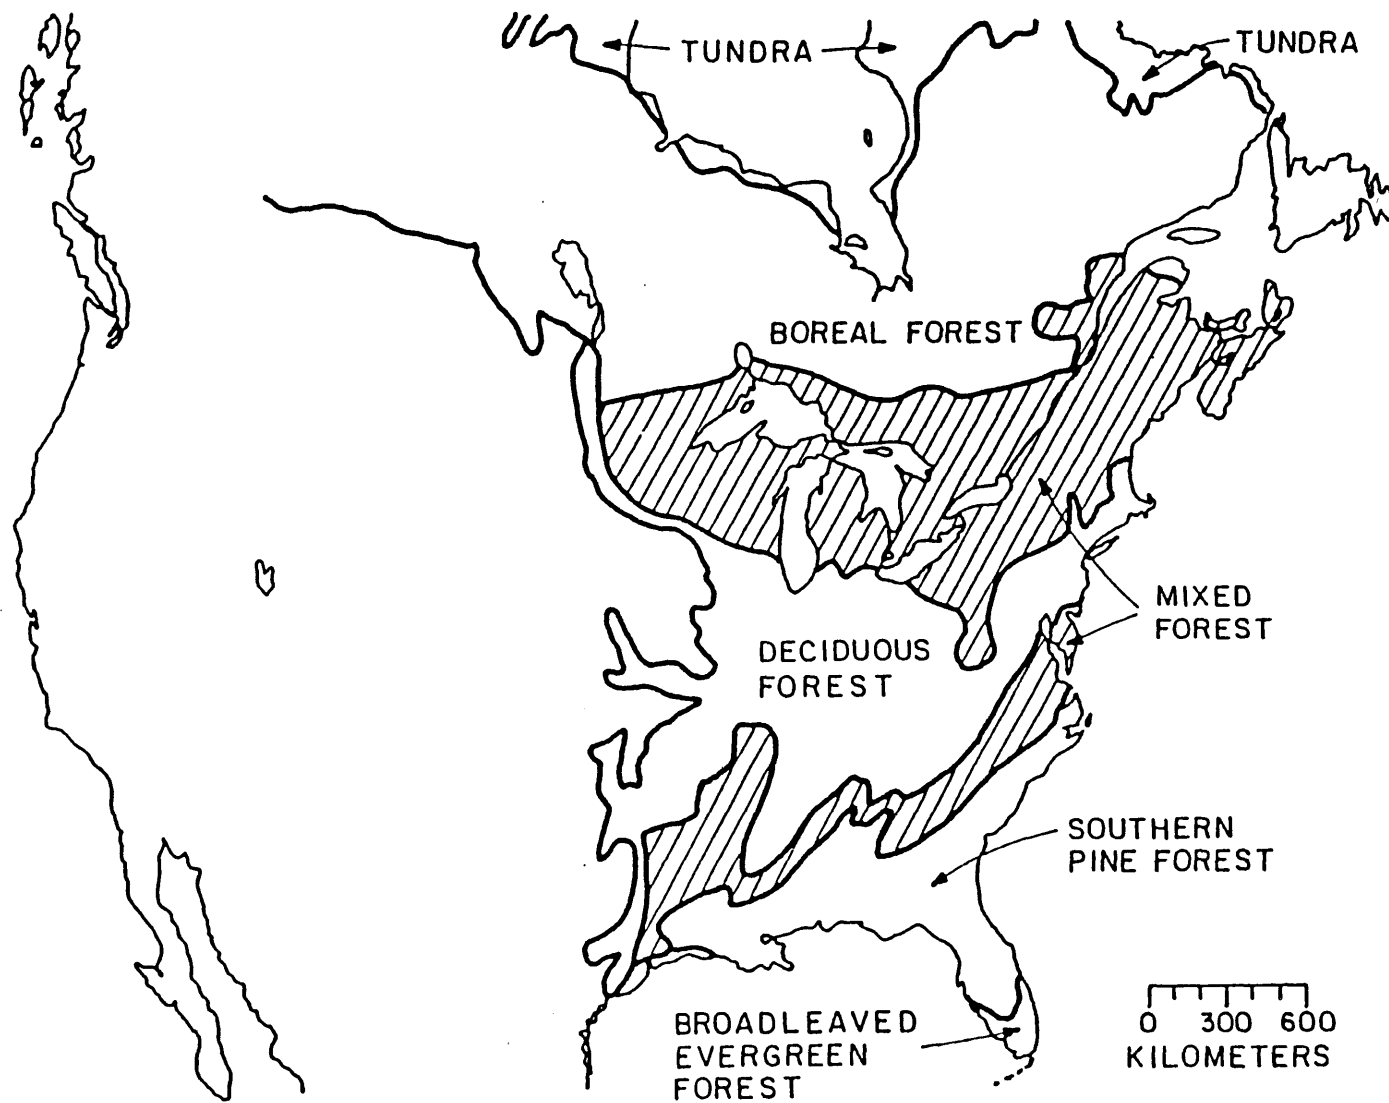 TUNDRA
TUNDRA
BOREAL FOREST
MIXED
FOREST
DECIDUOUS
FOREST
SOUTHERN
PINE FOREST
BROADLEAVED
EVERGREEN
FOREST
0 300 600
KILOMETERS